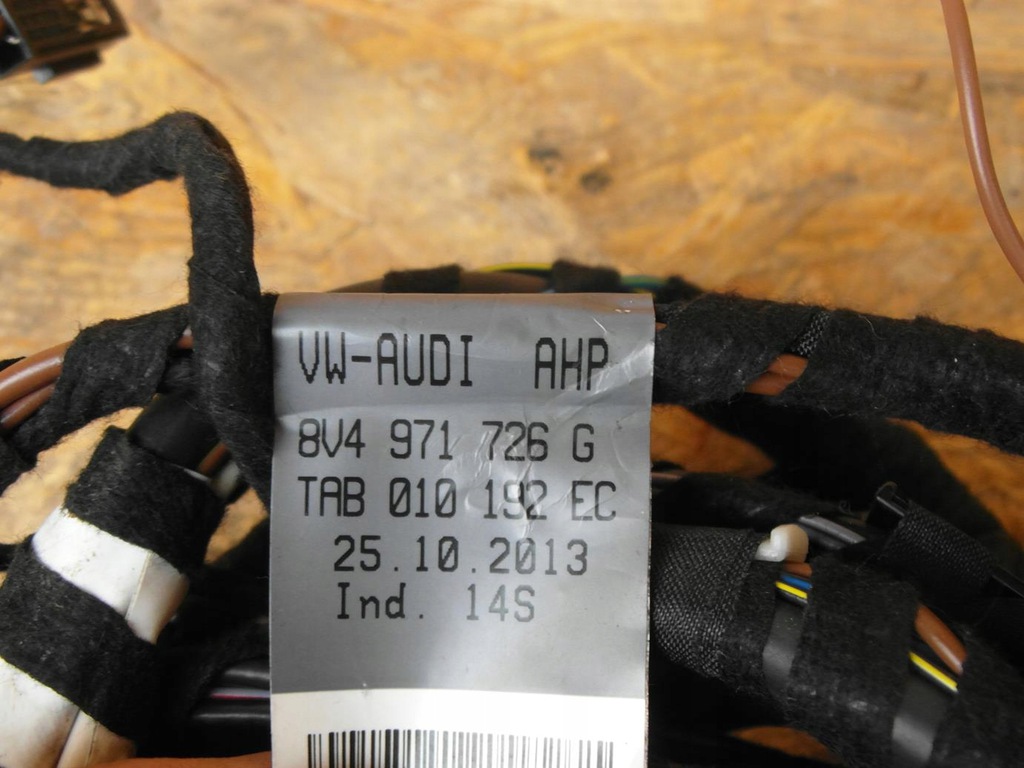 VW-AUDI AHP
8V4 971 726 G
TAB 010 192 EC
25.10.2013
Ind. 14S